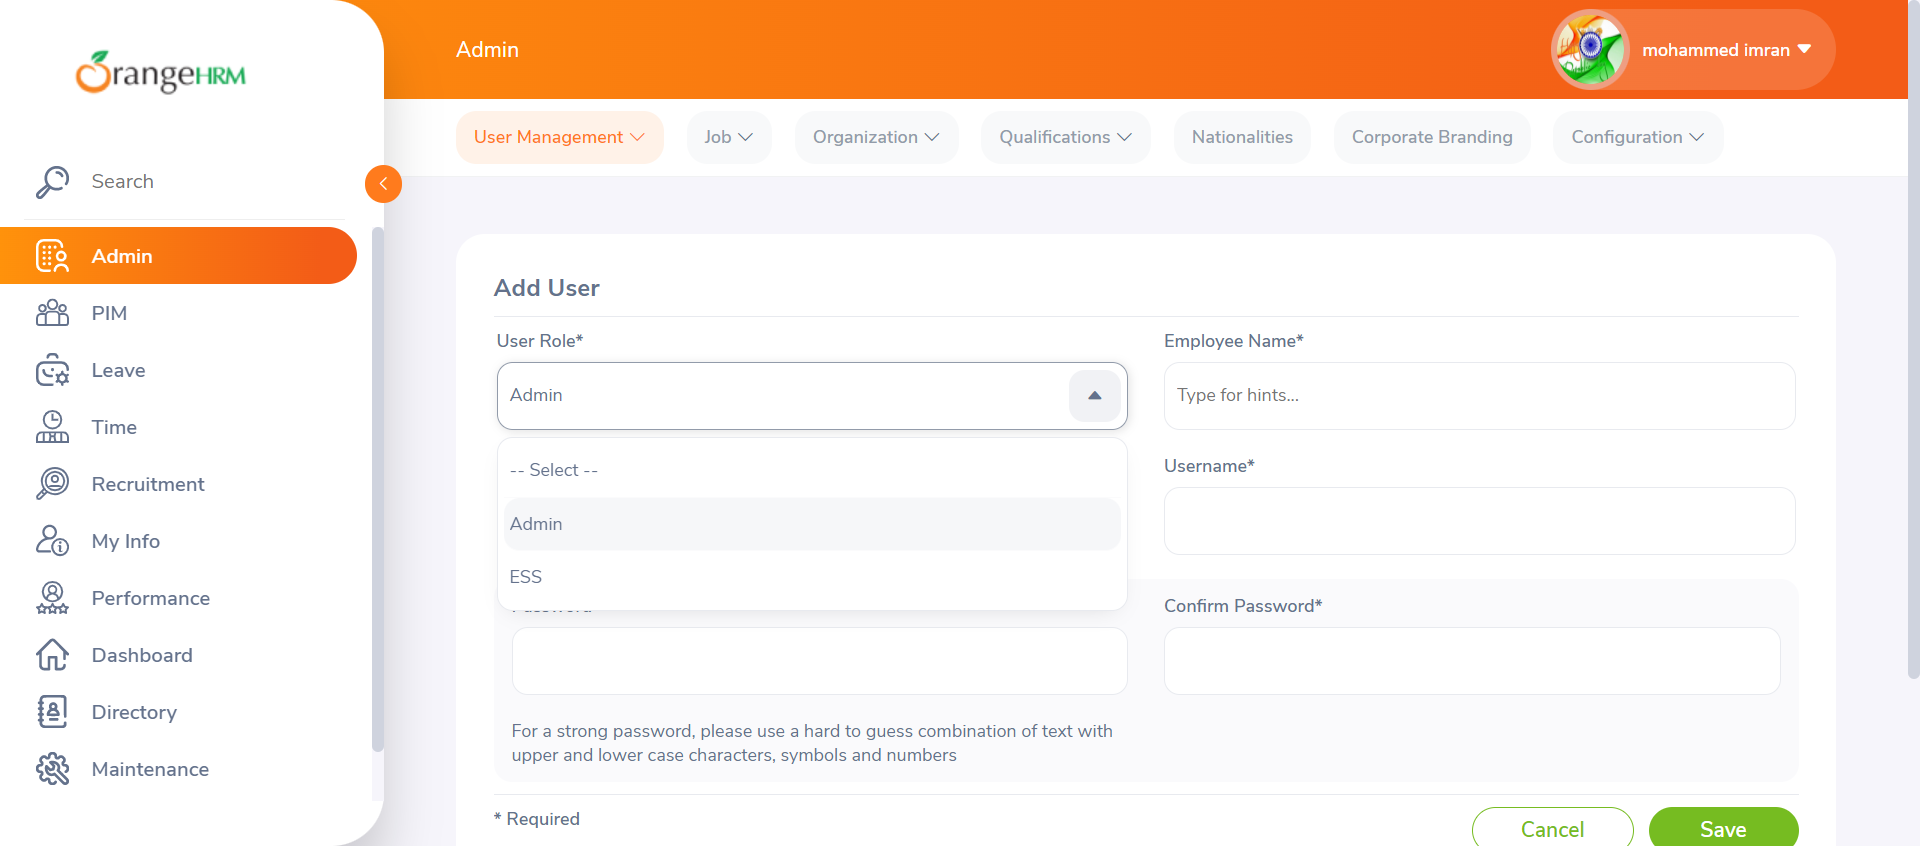 OrangeHRM
Admin
mohammed imran
User Management
Job
Organization
Qualifications
Nationalities
Corporate Branding
Configuration
Search
Admin
PIM
Leave
Time
Recruitment
My Info
Performance
Dashboard
Directory
Maintenance
Add User
User Role*
Admin
-- Select --
Admin
ESS
Employee Name*
Type for hints...
Username*
Confirm Password*
For a strong password, please use a hard to guess combination of text with
upper and lower case characters, symbols and numbers
* Required
Cancel
Save